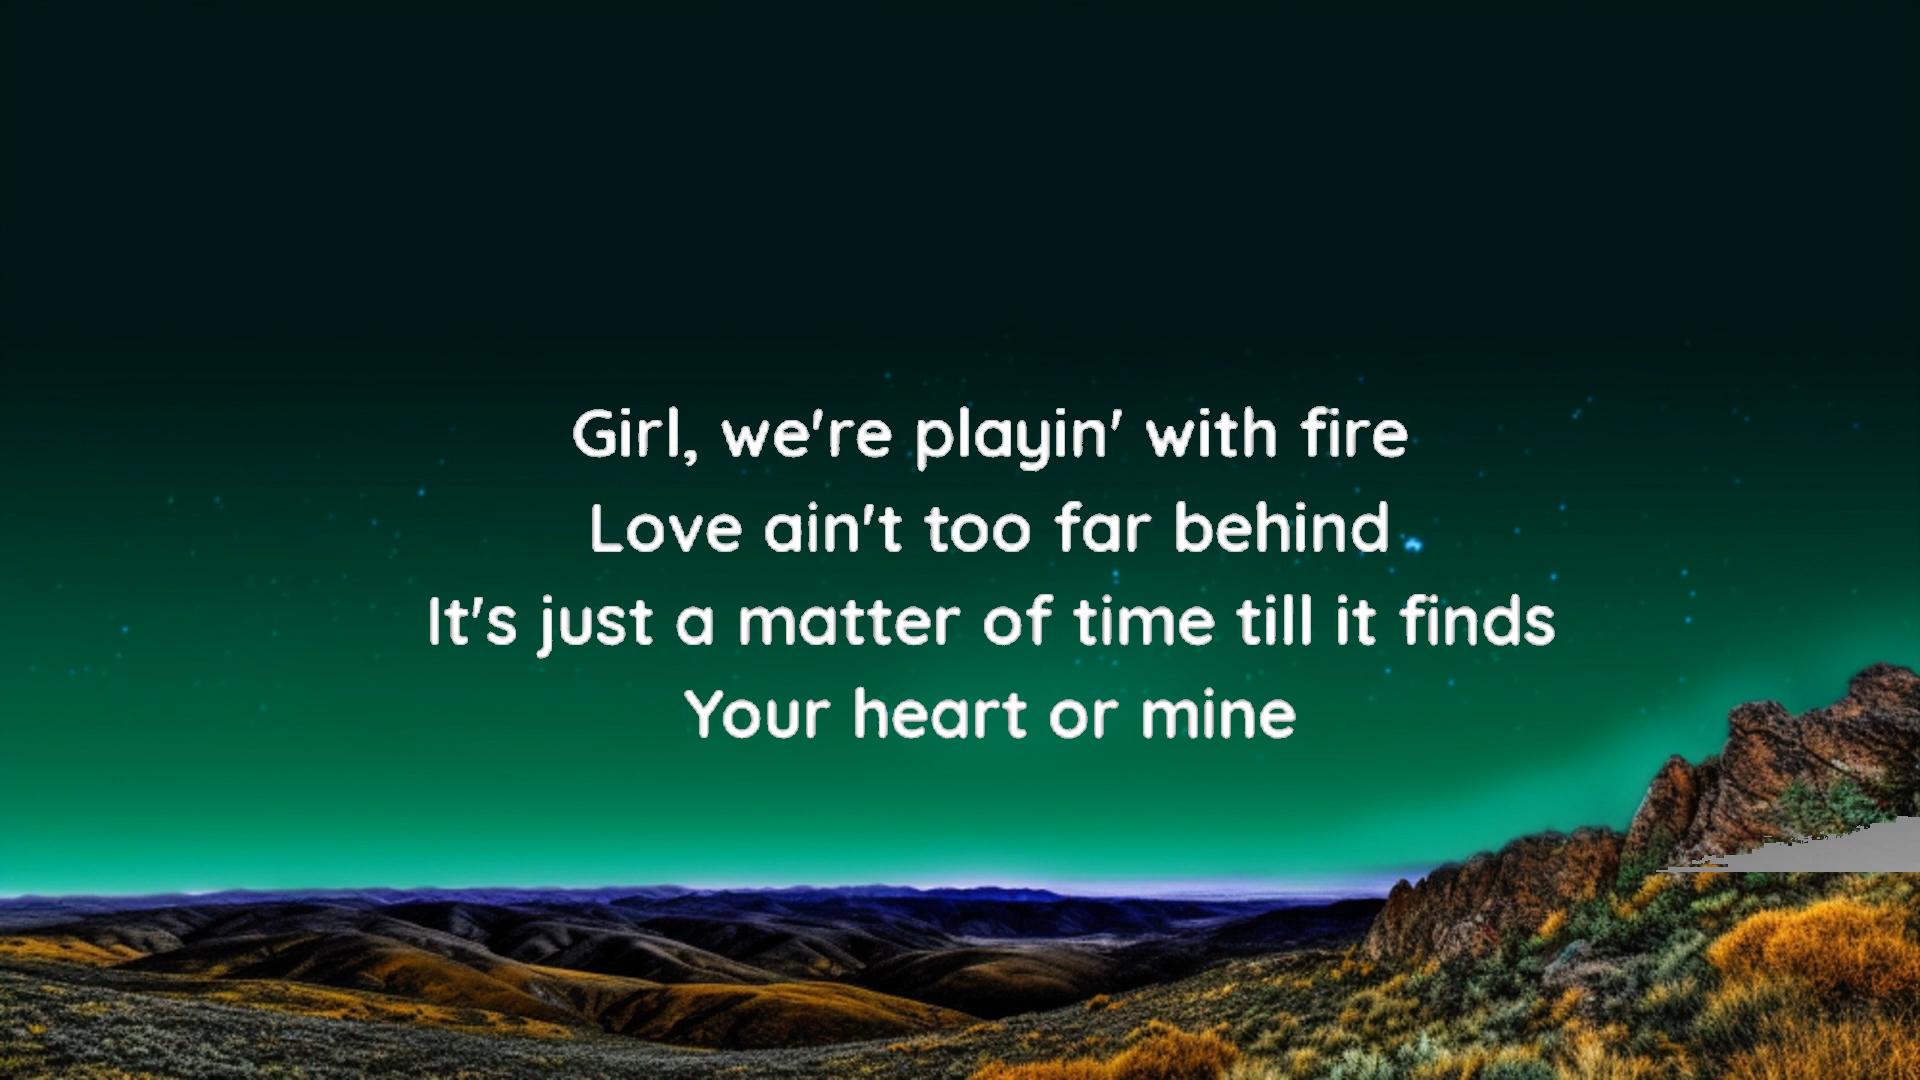 Girl, we're playin' with fire
Love ain't too far behind
It's just a matter of time till it finds
Your heart or mine